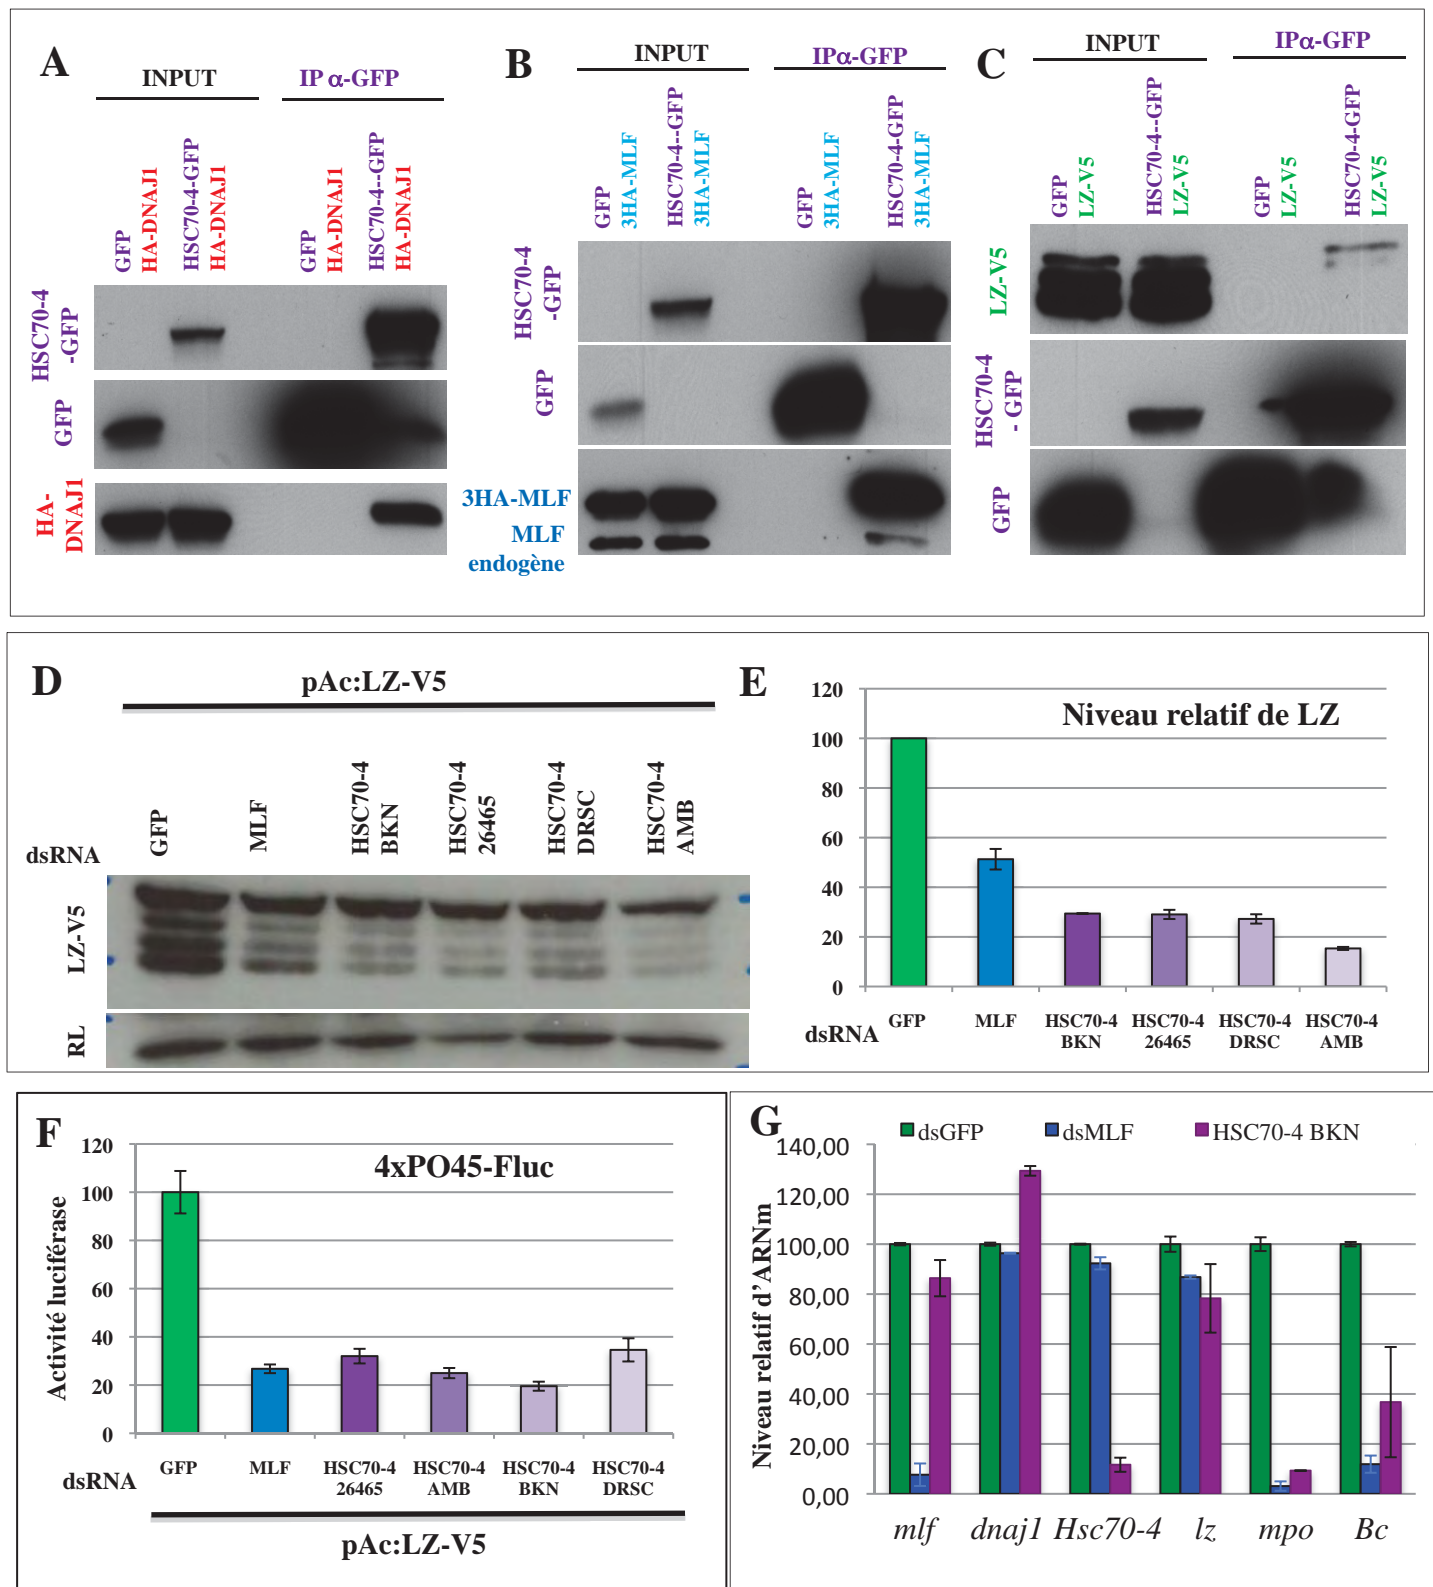 A
INPUT
IP α-GFP
GFP
HA-DNAJ1
HSC70-4-GFP
HA-DNAJ1
GFP
HA-DNAJ1
HSC70-4--GFP
HA-DNAJ1
HSC70-4
-GFP
GFP
HA-
DNAJ1
B
INPUT
IPα-GFP
GFP
3HA-MLF
HSC70-4--GFP
3HA-MLF
GFP
3HA-MLF
HSC70-4-GFP
3HA-MLF
HSC70-4
-GFP
GFP
3HA-MLF
MLF
endogène
C
INPUT
IPα-GFP
GFP
LZ-V5
HSC70-4--GFP
LZ-V5
GFP
LZ-V5
HSC70-4-GFP
LZ-V5
LZ-V5
HSC70-4
- GFP
GFP
D
pAc:LZ-V5
dsRNA
GFP
MLF
HSC70-4
BKN
HSC70-4
26465
HSC70-4
DRSC
HSC70-4
AMB
LZ-V5
RL
E
Niveau relatif de LZ
120
100
80
60
40
20
0
dsRNA
GFP
MLF
HSC70-4
BKN
HSC70-4
26465
HSC70-4
DRSC
HSC70-4
AMB
F
4xPO45-Fluc
Activité luciférase
120
100
80
60
40
20
0
dsRNA
GFP
MLF
HSC70-4
26465
HSC70-4
AMB
HSC70-4
BKN
HSC70-4
DRSC
pAc:LZ-V5
G
dsGFP
dsMLF
HSC70-4 BKN
Niveau relatif d'ARNm
140,00
120,00
100,00
80,00
60,00
40,00
20,00
0,00
mlf
dnaj1
Hsc70-4
lz
mpo
Bc